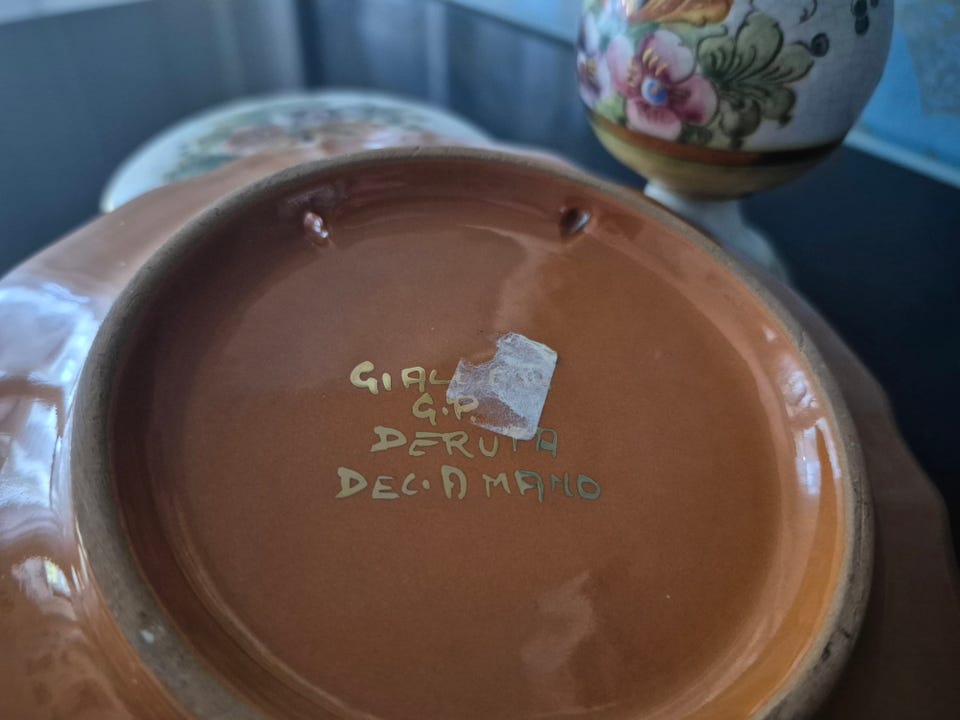 G.P.
DERUTA
DEC. A MANO